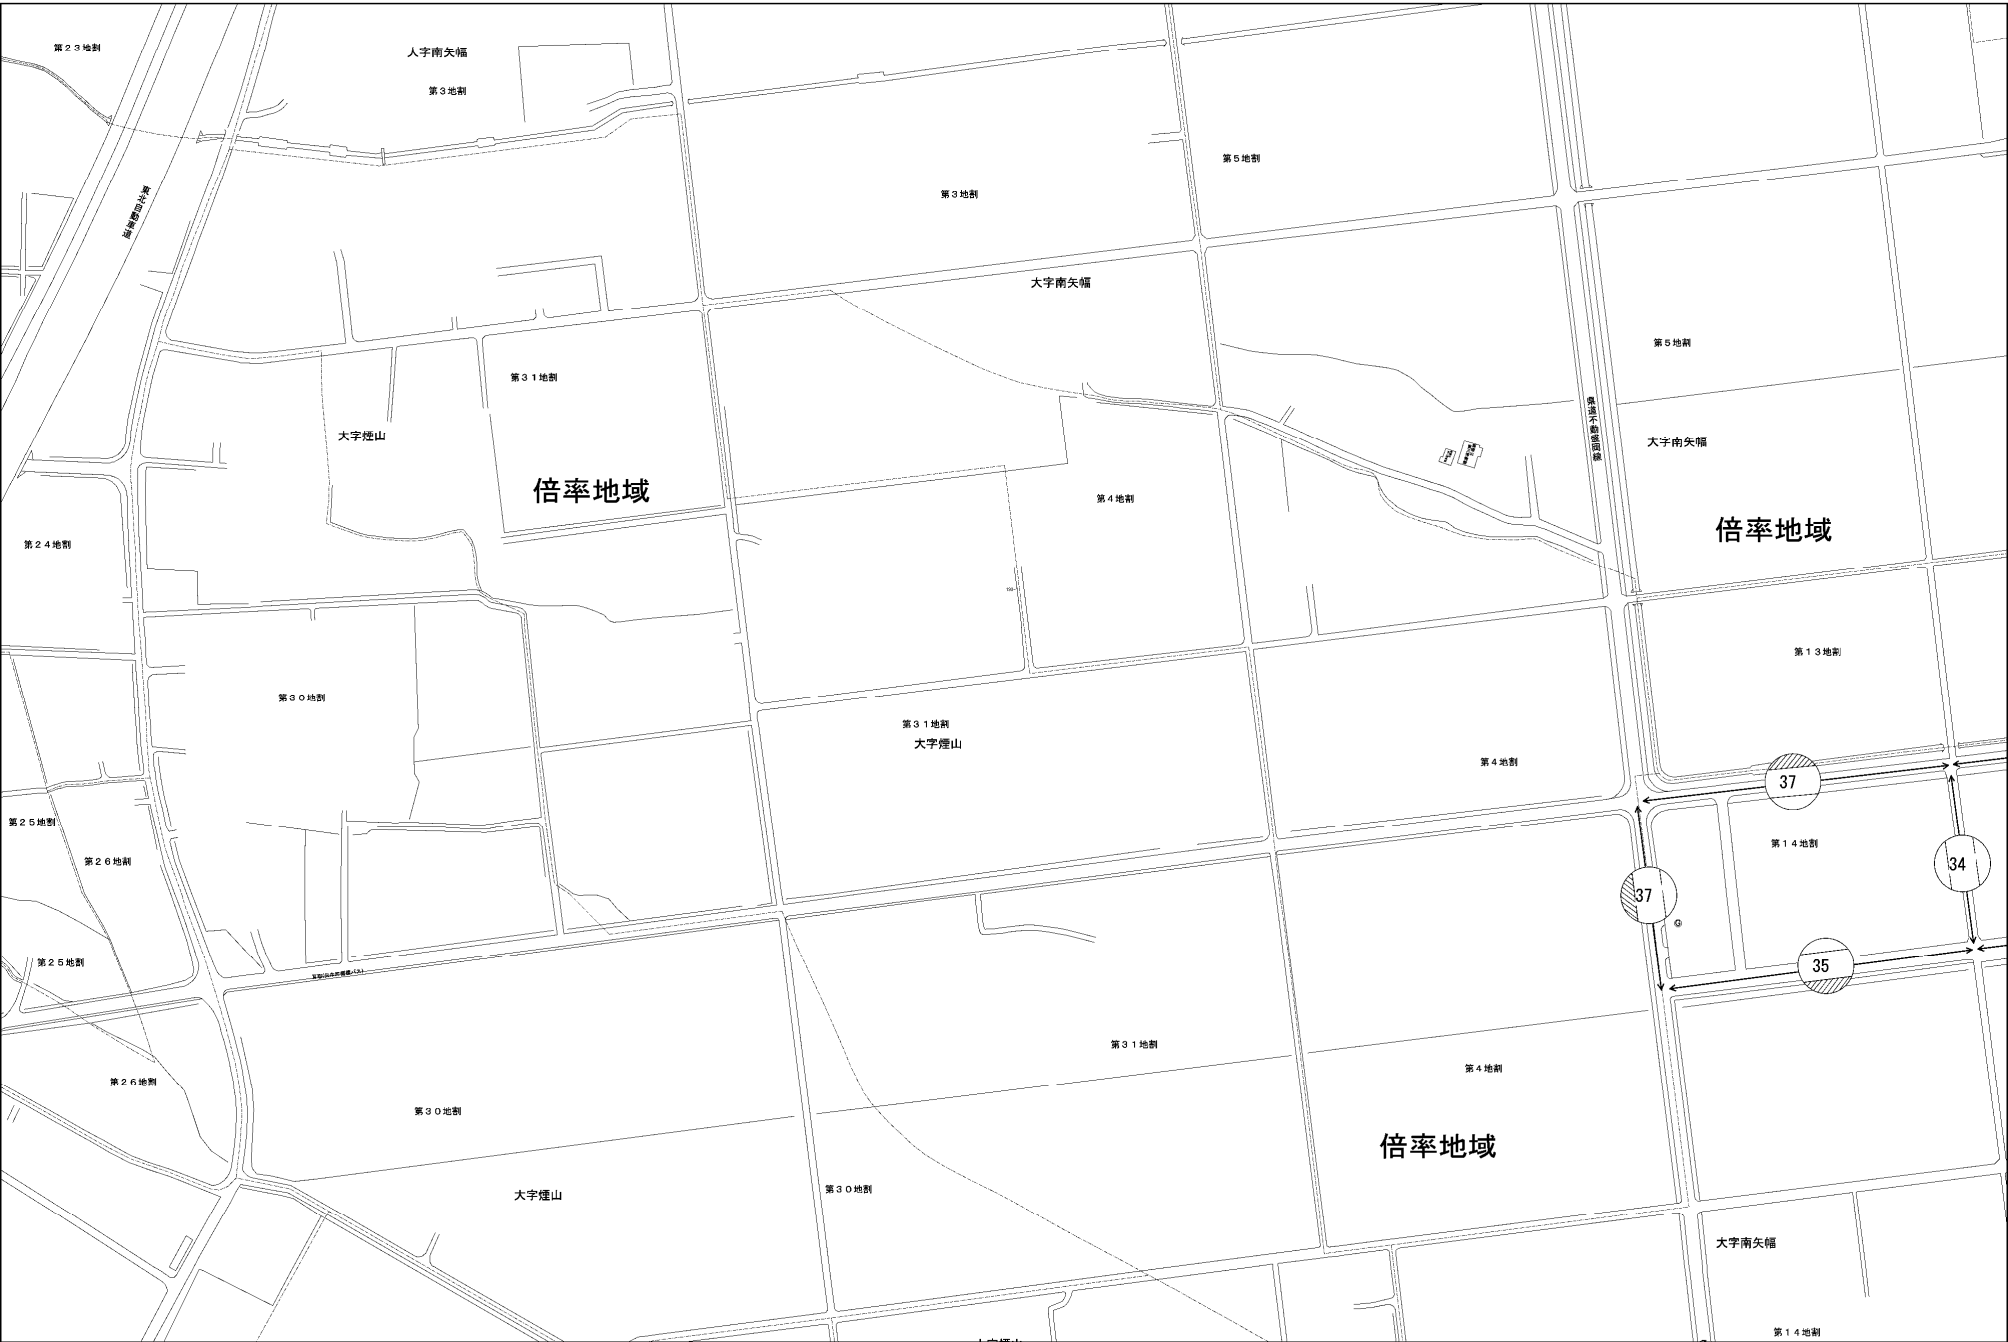 第23地割
人字南矢幅
第3地割
第5地割
東北自動車道
第3地割
大字南矢幅
第5地割
第31地割
県道不動盛岡線
大字煙山
大字南矢幅
倍率地域
第4地割
倍率地域
第24地割
第13地割
第30地割
第31地割
大字煙山
第4地割
37
第25地割
第14地割
第26地割
34
37
G
第25地割
35
第31地割
第4地割
第26地割
第30地割
倍率地域
第30地割
大字煙山
大字南矢幅
第14地割